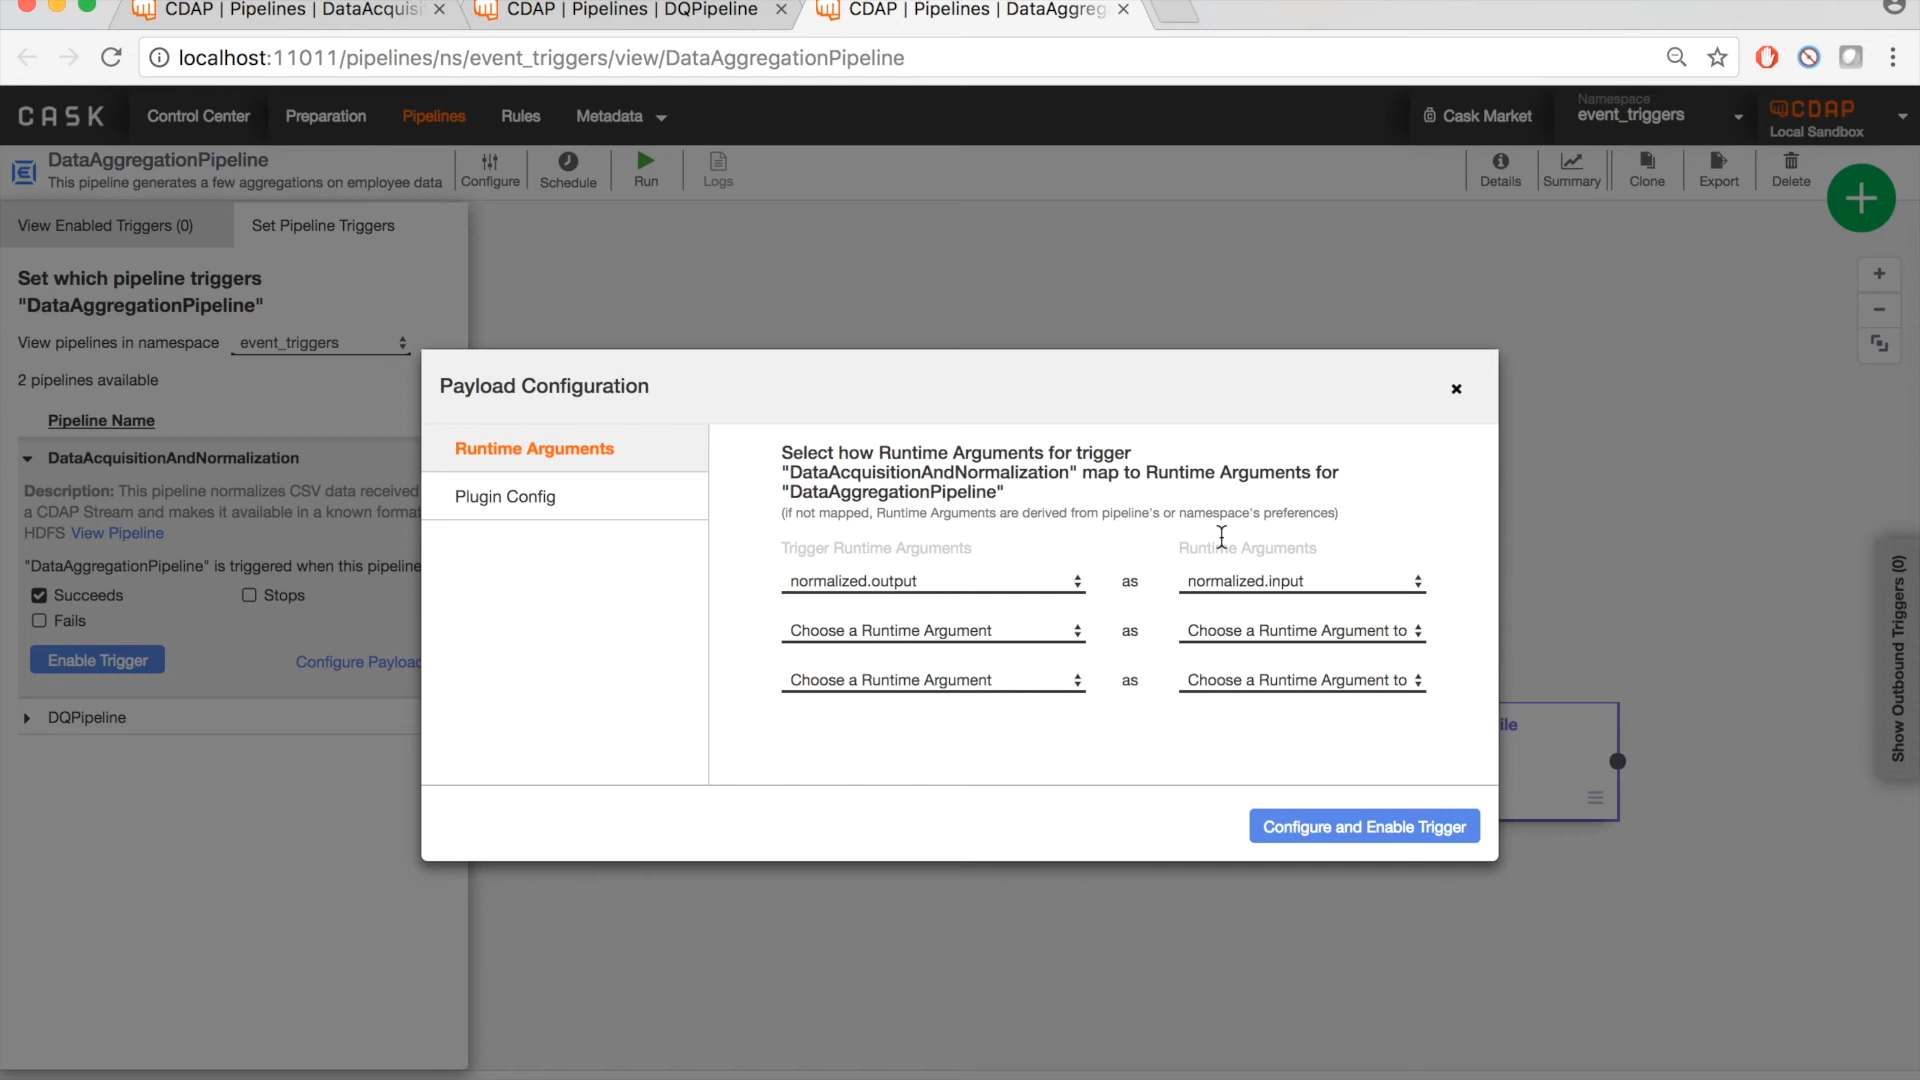 CDAP | Pipelines | DataAcquisi
CDAP | Pipelines | DQPipeline
CDAP | Pipelines | DataAggreg
localhost:11011/pipelines/ns/event_triggers/view/DataAggregationPipeline
CASK
Control Center
Preparation
Pipelines
Rules
Metadata
Cask Market
Namespace
event_triggers
CDAP
Local Sandbox
DataAggregationPipeline
This pipeline generates a few aggregations on employee data
Configure
Schedule
Run
Logs
Details
Summary
Clone
Export
Delete
View Enabled Triggers (0)
Set Pipeline Triggers
Set which pipeline triggers
"DataAggregationPipeline"
View pipelines in namespace event_triggers
2 pipelines available
Pipeline Name
DataAcquisitionAndNormalization
Description: This pipeline normalizes CSV data received
a CDAP Stream and makes it available in a known format
HDFS View Pipeline
"DataAggregationPipeline" is triggered when this pipeline
Succeeds
Stops
Fails
Enable Trigger
Configure Payload
DQPipeline
Payload Configuration
Runtime Arguments
Plugin Config
Select how Runtime Arguments for trigger
"DataAcquisitionAndNormalization" map to Runtime Arguments for
"DataAggregationPipeline"
(if not mapped, Runtime Arguments are derived from pipeline's or namespace's preferences)
Trigger Runtime Arguments
Runtime Arguments
normalized.output as normalized.input
Choose a Runtime Argument as Choose a Runtime Argument to
Choose a Runtime Argument as Choose a Runtime Argument to
Configure and Enable Trigger
ile
Show Outbound Triggers (0)